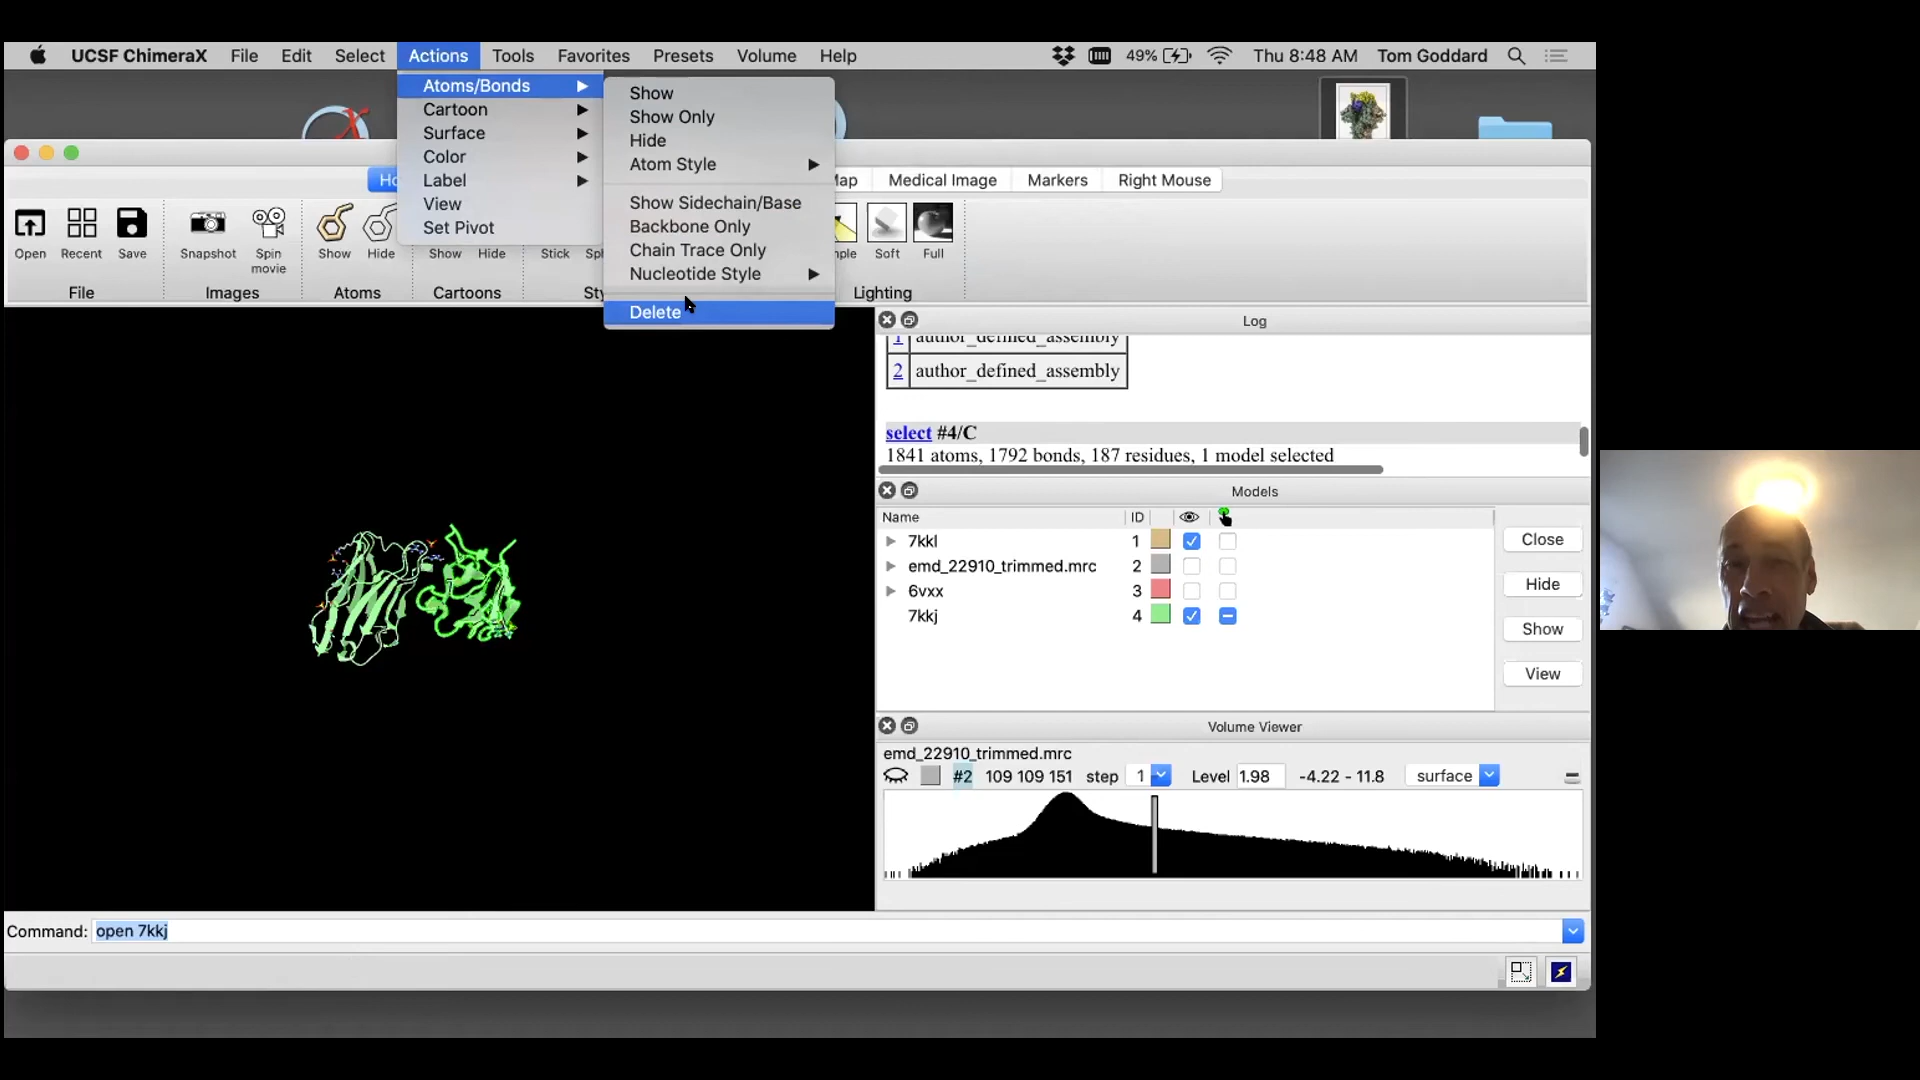 UCSF ChimeraX File Edit Select Actions Tools Favorites Presets Volume Help 49% Thu 8:48 AM Tom Goddard
Atoms/Bonds
Cartoon
Surface
Color
Label
View
Set Pivot
Show
Show Only
Hide
Atom Style
Show Sidechain/Base
Backbone Only
Chain Trace Only
Nucleotide Style
Delete
Medical Image Markers Right Mouse
Open Recent Save Snapshot Spin movie Show Hide Show Hide Stick Soft Full
File Images Atoms Cartoons Lighting
Log
1 author_defined_assembly
2 author_defined_assembly
select #4/C
1841 atoms, 1792 bonds, 187 residues, 1 model selected
Models
Name ID
7kkl 1
emd_22910_trimmed.mrc 2
6vxx 3
7kkj 4
Close
Hide
Show
View
Volume Viewer
emd_22910_trimmed.mrc
#2 109 109 151 step 1 Level 1.98 -4.22 - 11.8 surface
Command: open 7kkj